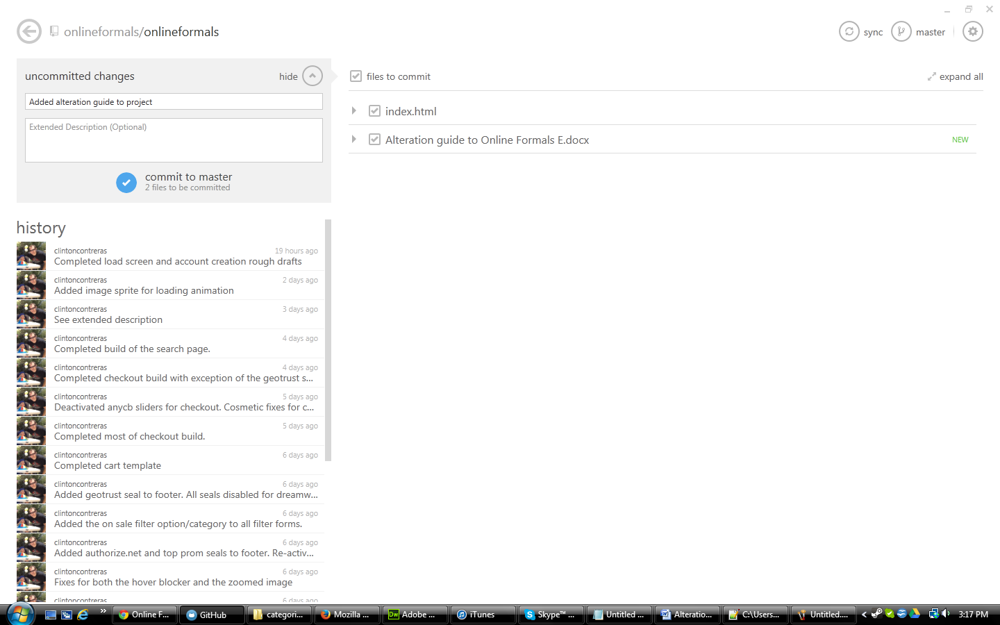 onlineformals/onlineformals
sync
master
uncommitted changes
hide
Added alteration guide to project
Extended Description (Optional)
commit to master
2 files to be committed
files to commit
expand all
index.html
Alteration guide to Online Formals E.docx
NEW
history
clintoncontreras
19 hours ago
Completed load screen and account creation rough drafts
clintoncontreras
2 days ago
Added image sprite for loading animation
clintoncontreras
3 days ago
See extended description
clintoncontreras
4 days ago
Completed build of the search page.
clintoncontreras
4 days ago
Completed checkout build with exception of the geotrust s...
clintoncontreras
5 days ago
Deactivated anycb sliders for checkout. Cosmetic fixes for c...
clintoncontreras
5 days ago
Completed most of checkout build.
clintoncontreras
6 days ago
Completed cart template
clintoncontreras
6 days ago
Added geotrust seal to footer. All seals disabled for dreamw...
clintoncontreras
6 days ago
Added the on sale filter option/category to all filter forms.
clintoncontreras
6 days ago
Added authorize.net and top prom seals to footer. Re-activ...
clintoncontreras
6 days ago
Fixes for both the hover blocker and the zoomed image
clintoncontreras
6 days ago
Online F...
GitHub
categori...
Mozilla ...
Dw
Adobe ...
iTunes
Skype™ ...
Untitled ...
Alteratio...
C:\Users...
Untitled....
3:17 PM